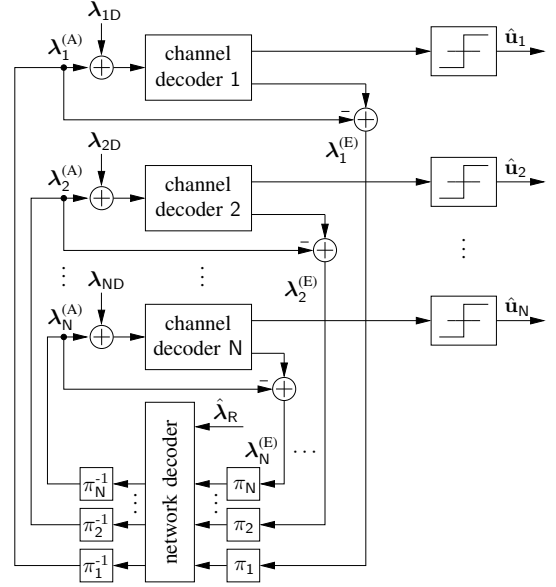 λ1D
λ1(A)
channel
decoder 1
û1
−
λ1(E)
λ2D
λ2(A)
channel
decoder 2
û2
−
λ2(E)
λND
λN(A)
channel
decoder N
ûN
−
λ̂R
λN(E)
network decoder
πN-1
πN
π2-1
π2
π1-1
π1